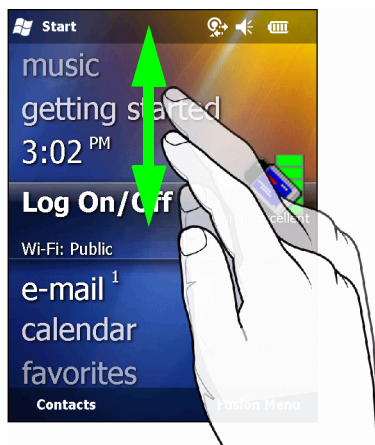 Start
music
getting started
3:02 PM
Log On/Off
excellent
Wi-Fi: Public
e-mail 1
calendar
favorites
Contacts
Fusion Menu